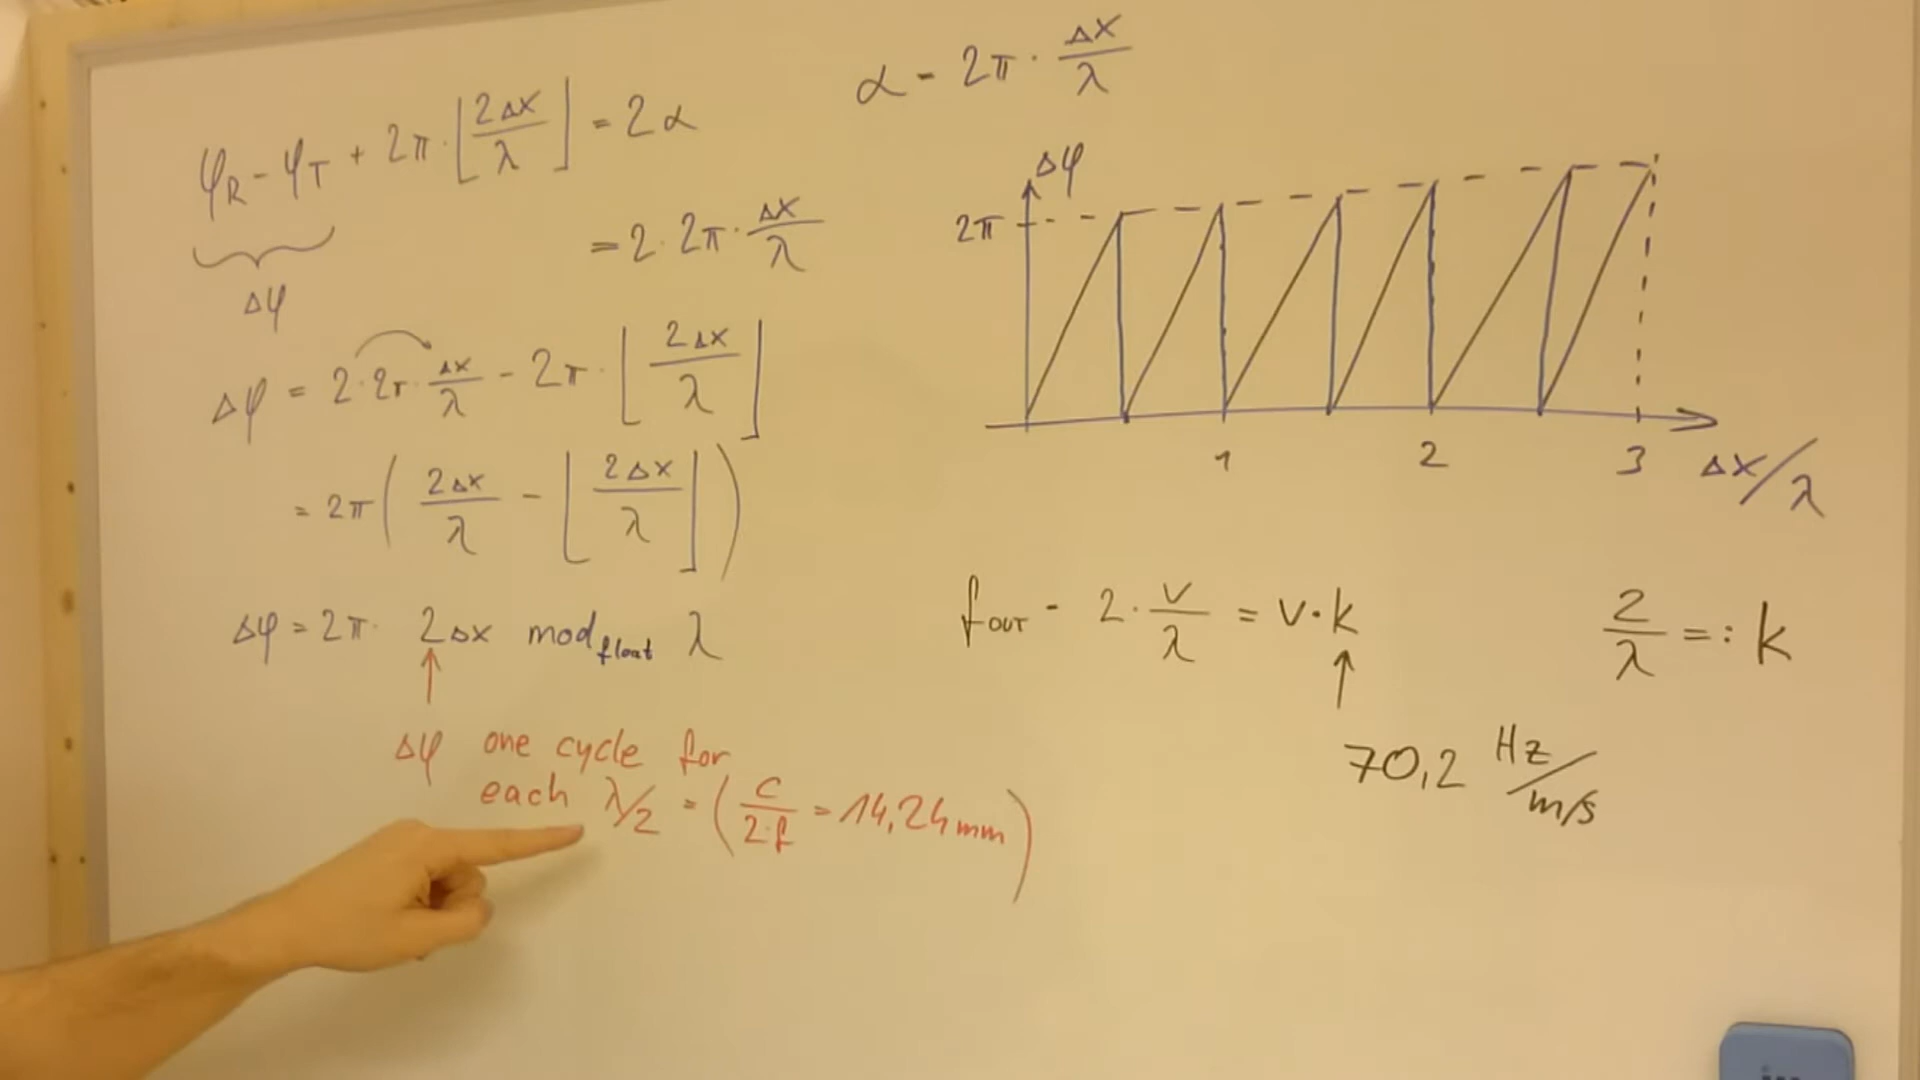 φR - φT + 2π · ⌊2Δx/λ⌋ = 2α
Δφ
= 2 · 2π · Δx/λ
Δφ = 2 · 2π · Δx/λ - 2π · ⌊2Δx/λ⌋
= 2π(2Δx/λ - ⌊2Δx/λ⌋)
Δφ = 2π · 2Δx mod float λ
Δφ one cycle for
each λ/2 = (c/2·f = 14,24mm)
α = 2π · Δx/λ
Δφ
2π
1 2 3 Δx/λ
fOUT = 2 · v/λ = v · k
2/λ =: k
70,2 Hz/m/s